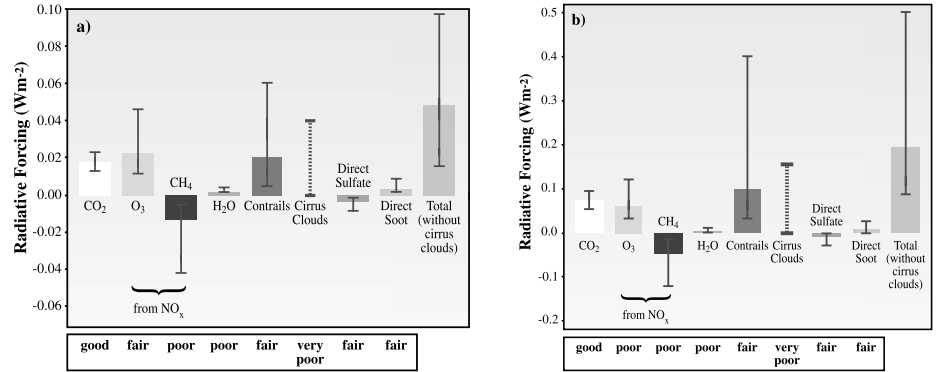 a)
Radiative Forcing (Wm-2)
0.10
0.08
0.06
0.04
0.02
0.00
-0.02
-0.04
-0.06
CO2
O3
CH4
H2O
Contrails
Cirrus
Clouds
Direct
Sulfate
Direct
Soot
Total
(without
cirrus
clouds)
from NOx
good fair poor poor fair very fair fair
poor
b)
Radiative Forcing (Wm-2)
0.5
0.4
0.3
0.2
0.1
0.0
-0.1
-0.2
CO2
O3
CH4
H2O
Contrails
Cirrus
Clouds
Direct
Sulfate
Direct
Soot
Total
(without
cirrus
clouds)
from NOx
good fair poor poor fair very fair fair
poor